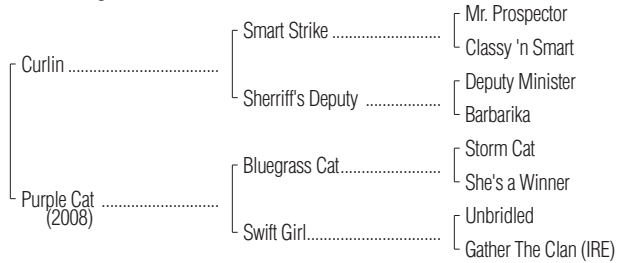 Mr. Prospector
Smart Strike ..........................
Classy 'n Smart
Curlin ....................................
Deputy Minister
Sherriff's Deputy ..................
Barbarika
Storm Cat
Bluegrass Cat........................
She's a Winner
Purple Cat ............................
(2008)
Unbridled
Swift Girl................................
Gather The Clan (IRE)